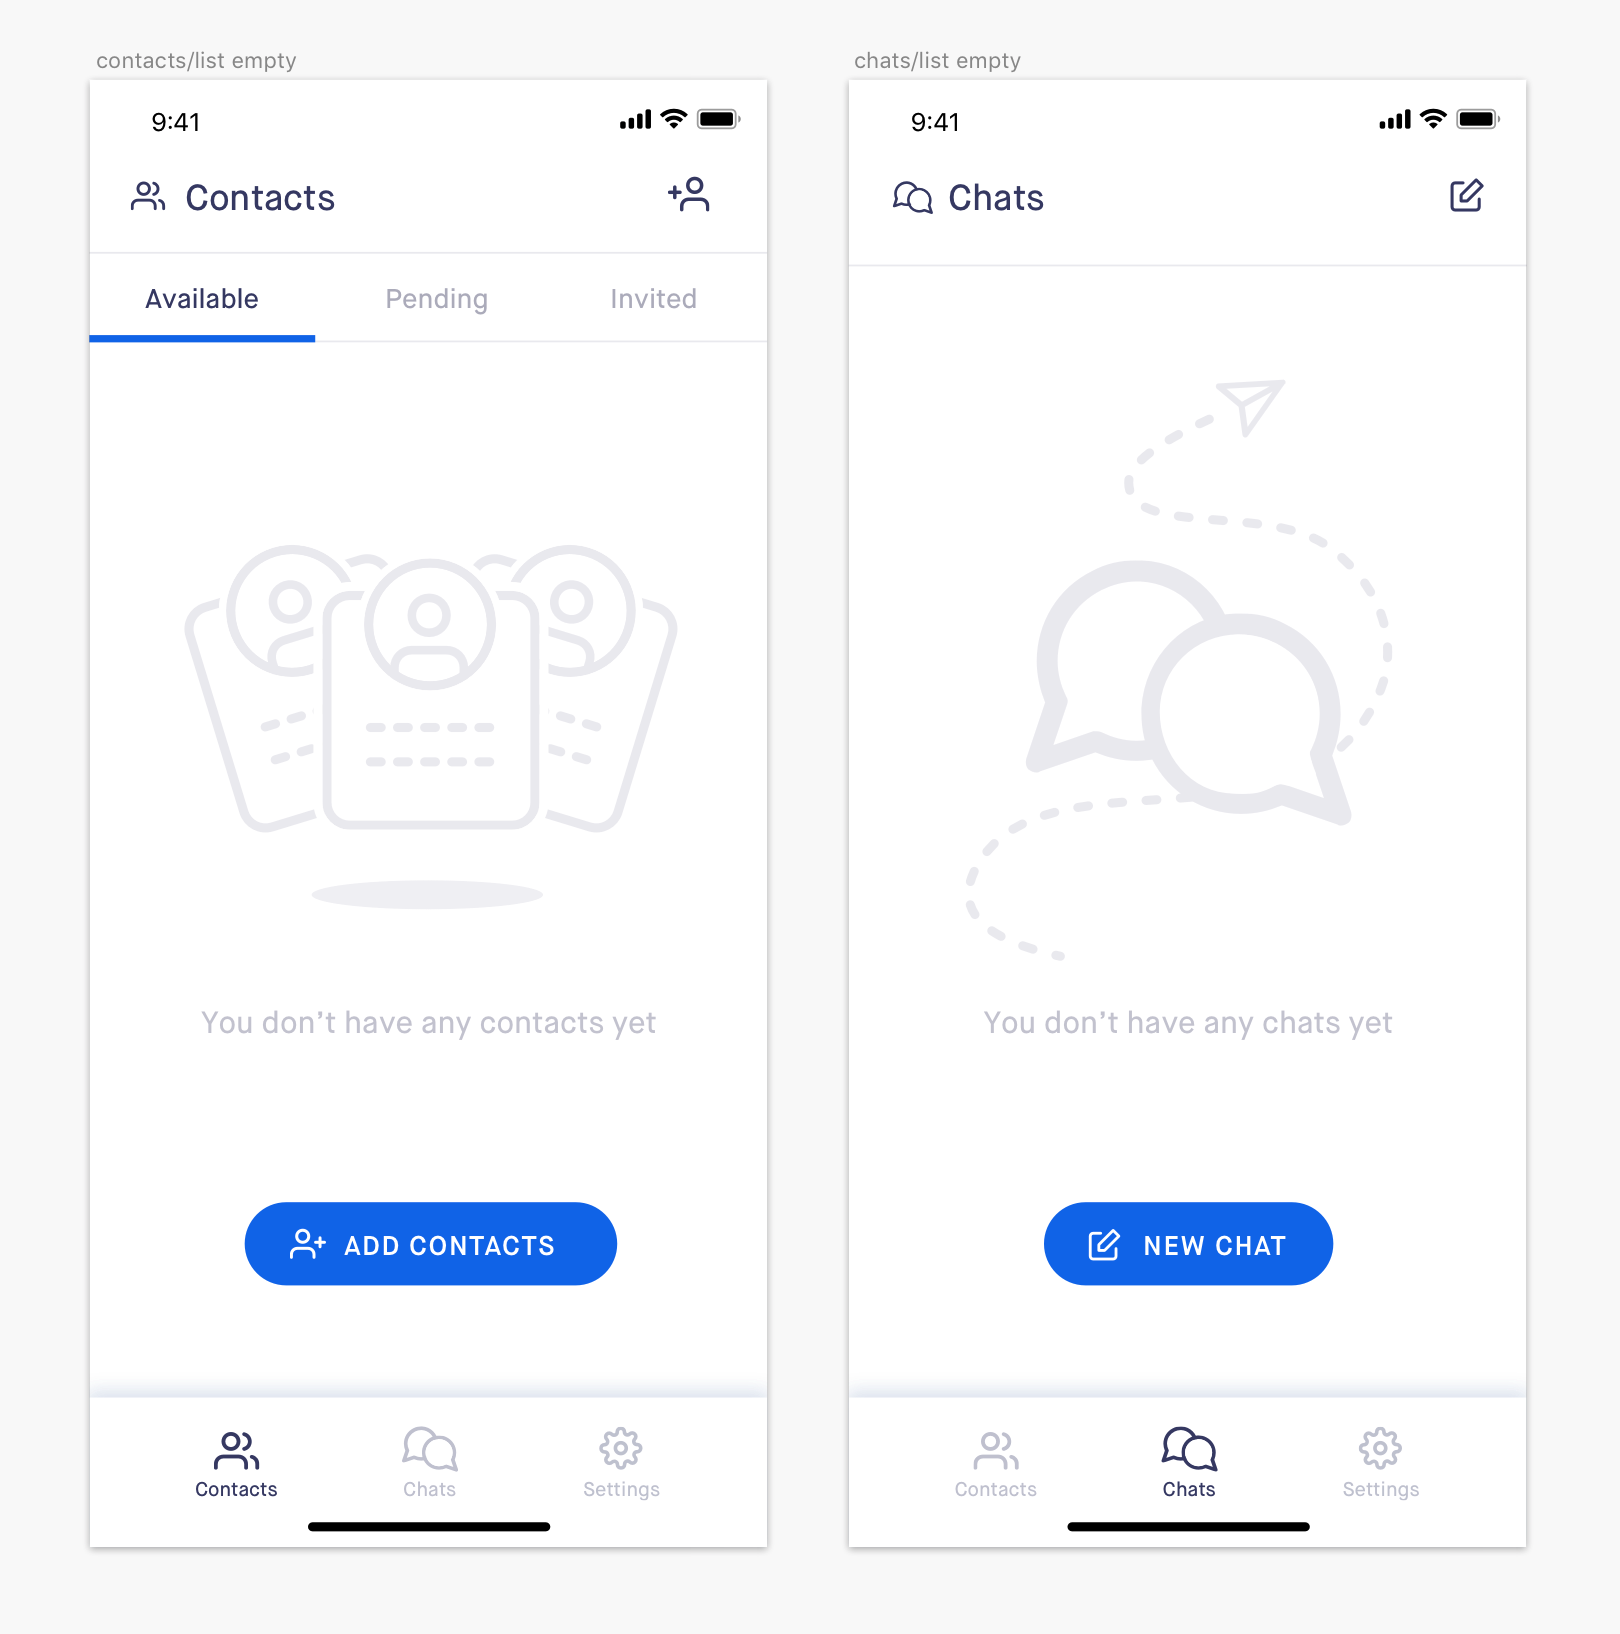 contacts/list empty
9:41
Contacts
Available Pending Invited
You don’t have any contacts yet
ADD CONTACTS
Contacts Chats Settings
chats/list empty
9:41
Chats
You don’t have any chats yet
NEW CHAT
Contacts Chats Settings